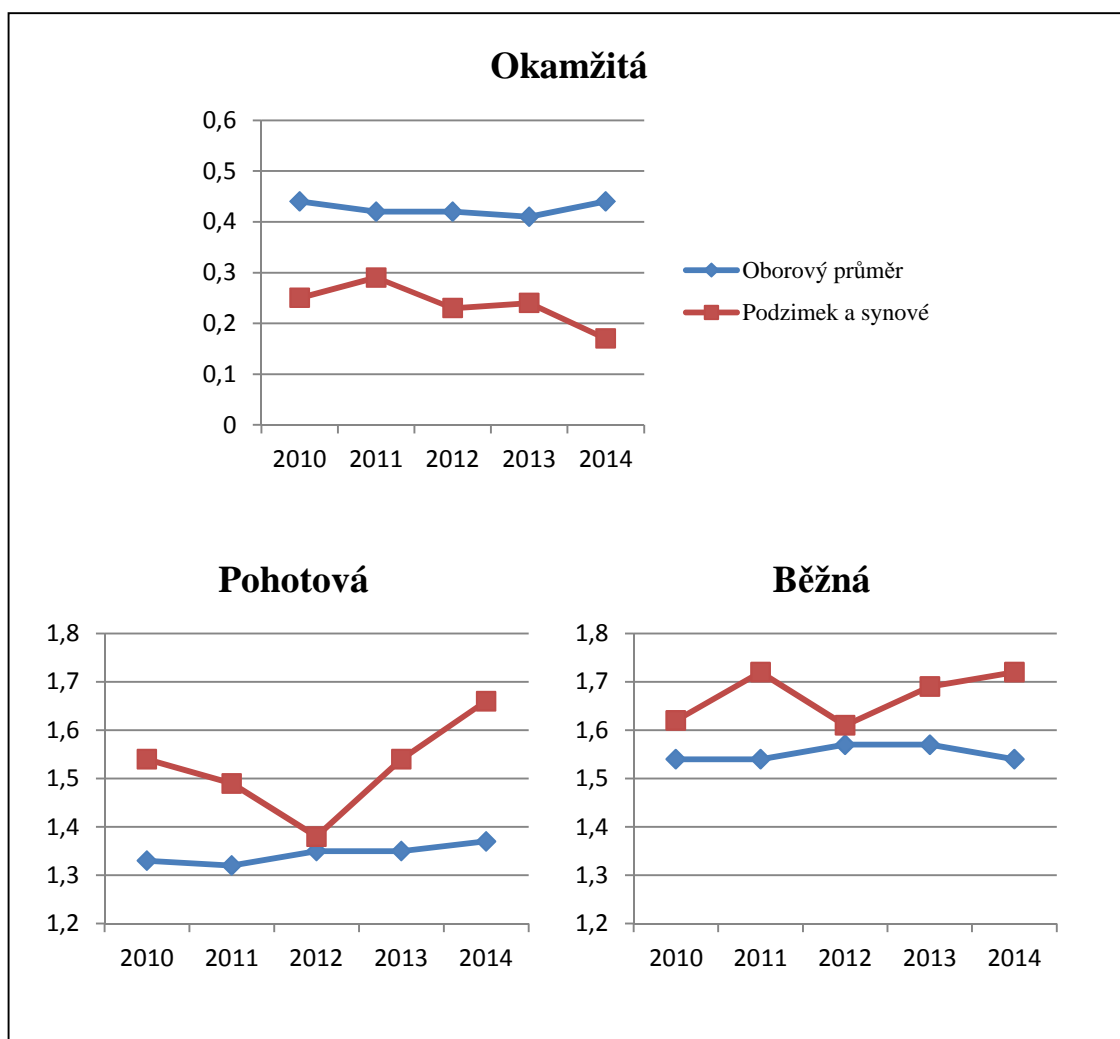 Okamžitá
0,6
0,5
0,4
0,3
0,2
0,1
0
2010 2011 2012 2013 2014
Oborový průměr
Podzimek a synové
Pohotová
1,8
1,7
1,6
1,5
1,4
1,3
1,2
2010 2011 2012 2013 2014
Běžná
1,8
1,7
1,6
1,5
1,4
1,3
1,2
2010 2011 2012 2013 2014